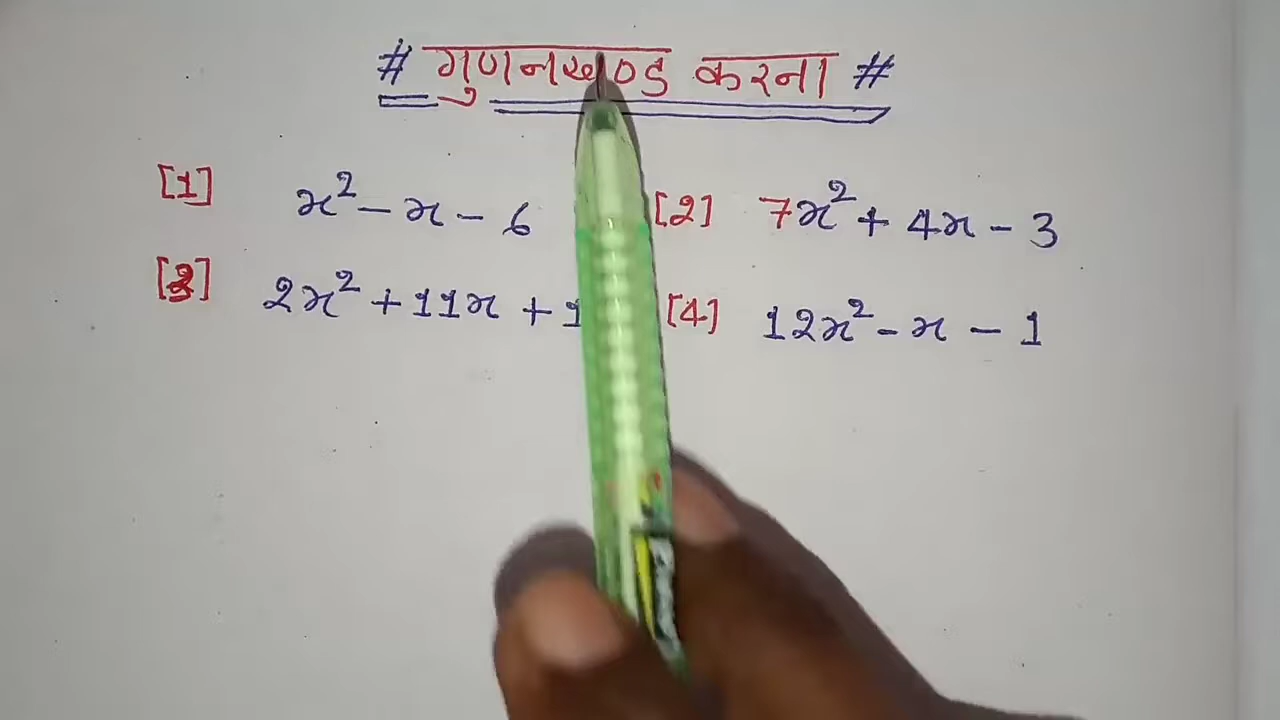 # गुणनखण्ड करना #
[1] x² - x - 6 [2] 7x² + 4x - 3
[3] 2x² + 11x + [4] 12x² - x - 1